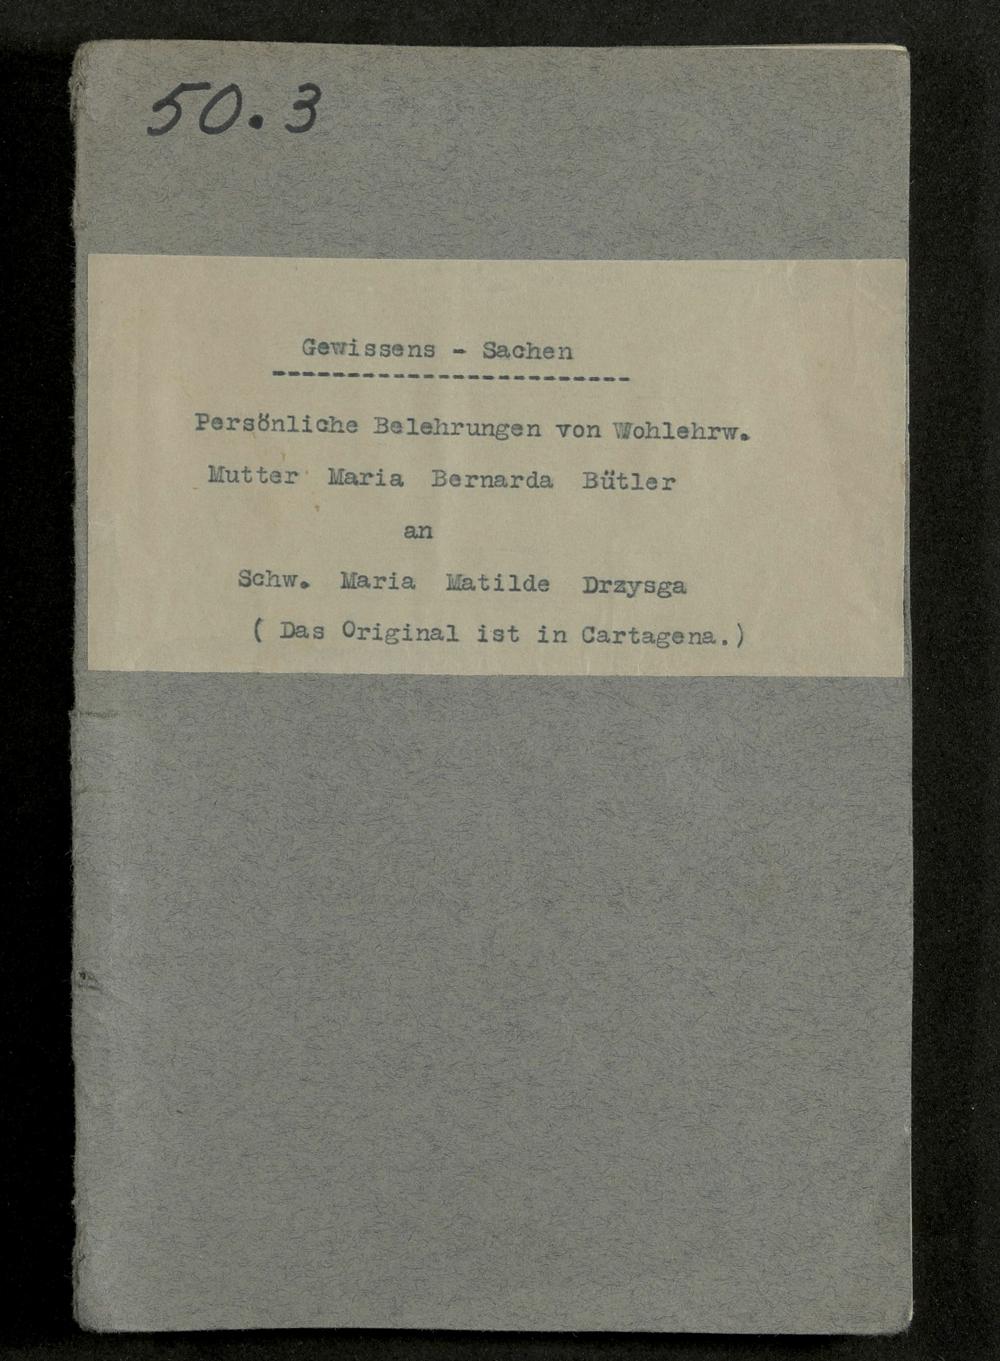 50.3
Gewissens - Sachen
Persönliche Belehrungen von Wohlehrw.
Mutter Maria Bernarda Bütler
an
Schw. Maria Matilde Drzysga
( Das Original ist in Cartagena.)